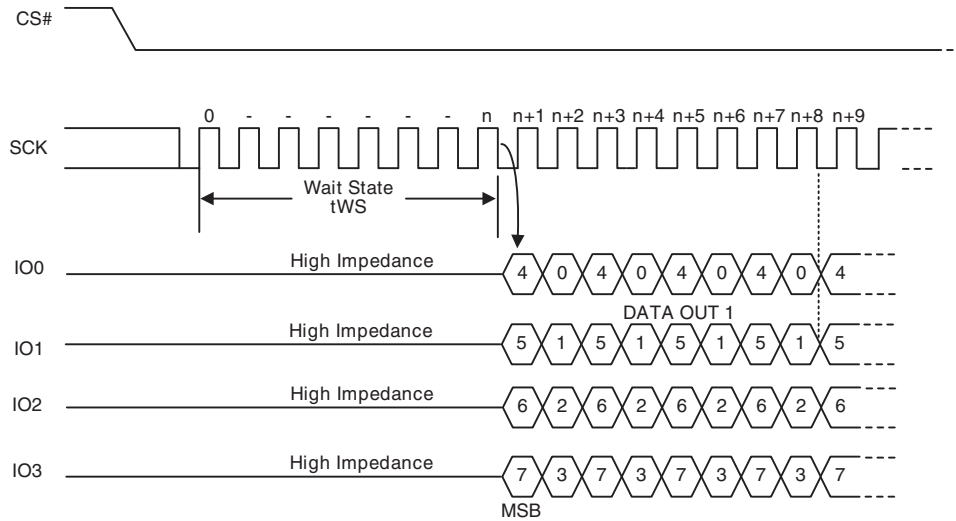 CS#
0 - - - - - - n n+1 n+2 n+3 n+4 n+5 n+6 n+7 n+8 n+9
SCK
Wait State
tWS
IO0 High Impedance 4 0 4 0 4 0 4 0 4
DATA OUT 1
IO1 High Impedance 5 1 5 1 5 1 5 1 5
IO2 High Impedance 6 2 6 2 6 2 6 2 6
IO3 High Impedance 7 3 7 3 7 3 7 3 7
MSB